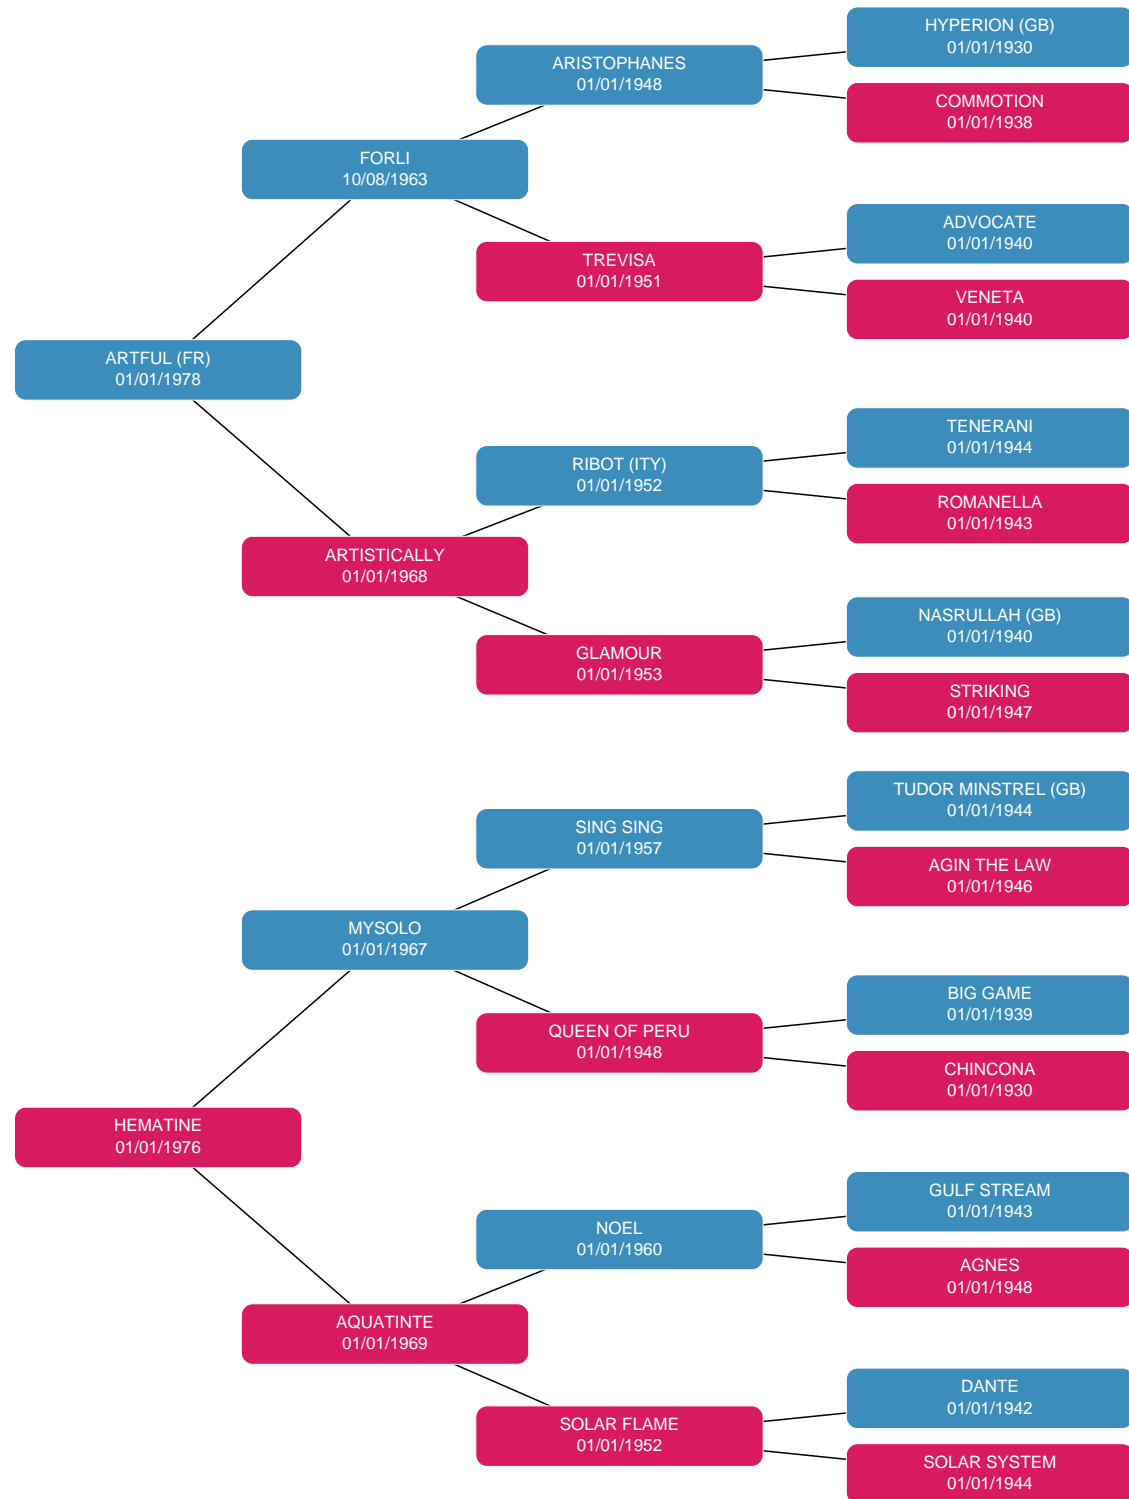 HYPERION (GB)
01/01/1930
ARISTOPHANES
01/01/1948
COMMOTION
01/01/1938
FORLI
10/08/1963
ADVOCATE
01/01/1940
TREVISA
01/01/1951
VENETA
01/01/1940
ARTFUL (FR)
01/01/1978
TENERANI
01/01/1944
RIBOT (ITY)
01/01/1952
ROMANELLA
01/01/1943
ARTISTICALLY
01/01/1968
NASRULLAH (GB)
01/01/1940
GLAMOUR
01/01/1953
STRIKING
01/01/1947
TUDOR MINSTREL (GB)
01/01/1944
SING SING
01/01/1957
AGIN THE LAW
01/01/1946
MYSOLO
01/01/1967
BIG GAME
01/01/1939
QUEEN OF PERU
01/01/1948
CHINCONA
01/01/1930
HEMATINE
01/01/1976
GULF STREAM
01/01/1943
NOEL
01/01/1960
AGNES
01/01/1948
AQUATINTE
01/01/1969
DANTE
01/01/1942
SOLAR FLAME
01/01/1952
SOLAR SYSTEM
01/01/1944